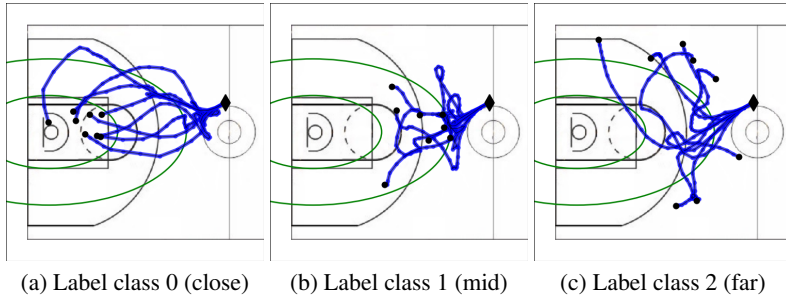 (a) Label class 0 (close)
(b) Label class 1 (mid)
(c) Label class 2 (far)